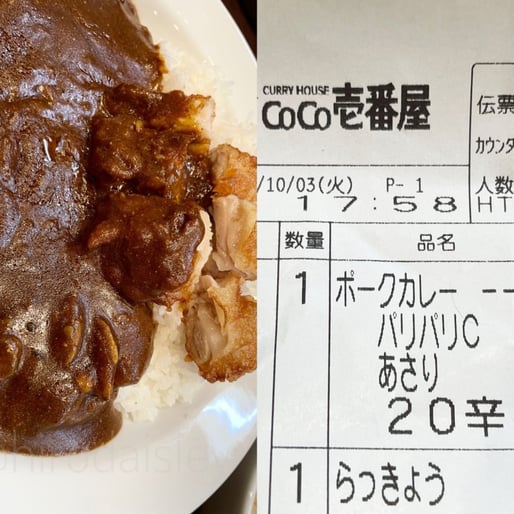 CURRY HOUSE
CoCo壱番屋
伝票
カウンタ
/10/03(火) P- 1
人数
17:58
HT
数量 品名
1 ポークカレー --
パリパリC
あさり
20辛
1 らっきょう